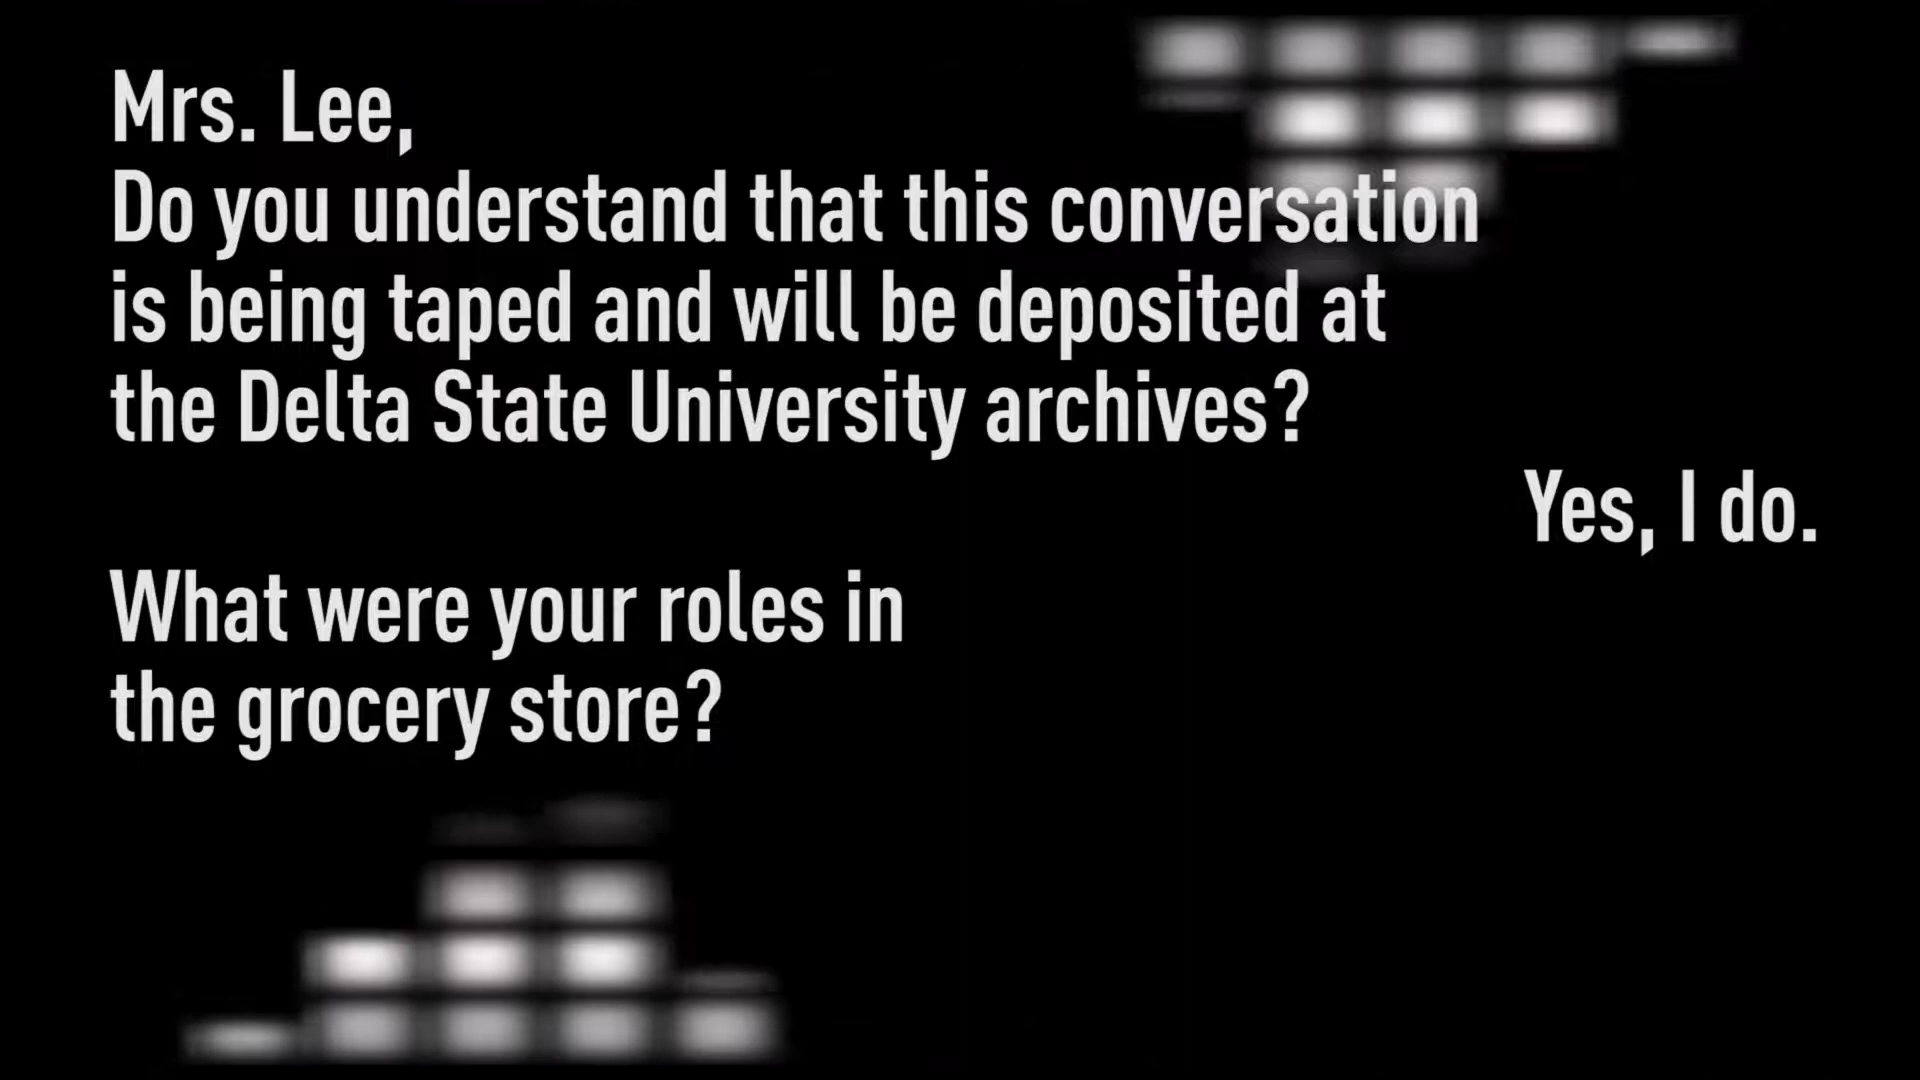 Mrs. Lee,
Do you understand that this conversation
is being taped and will be deposited at
the Delta State University archives?
Yes, I do.
What were your roles in
the grocery store?